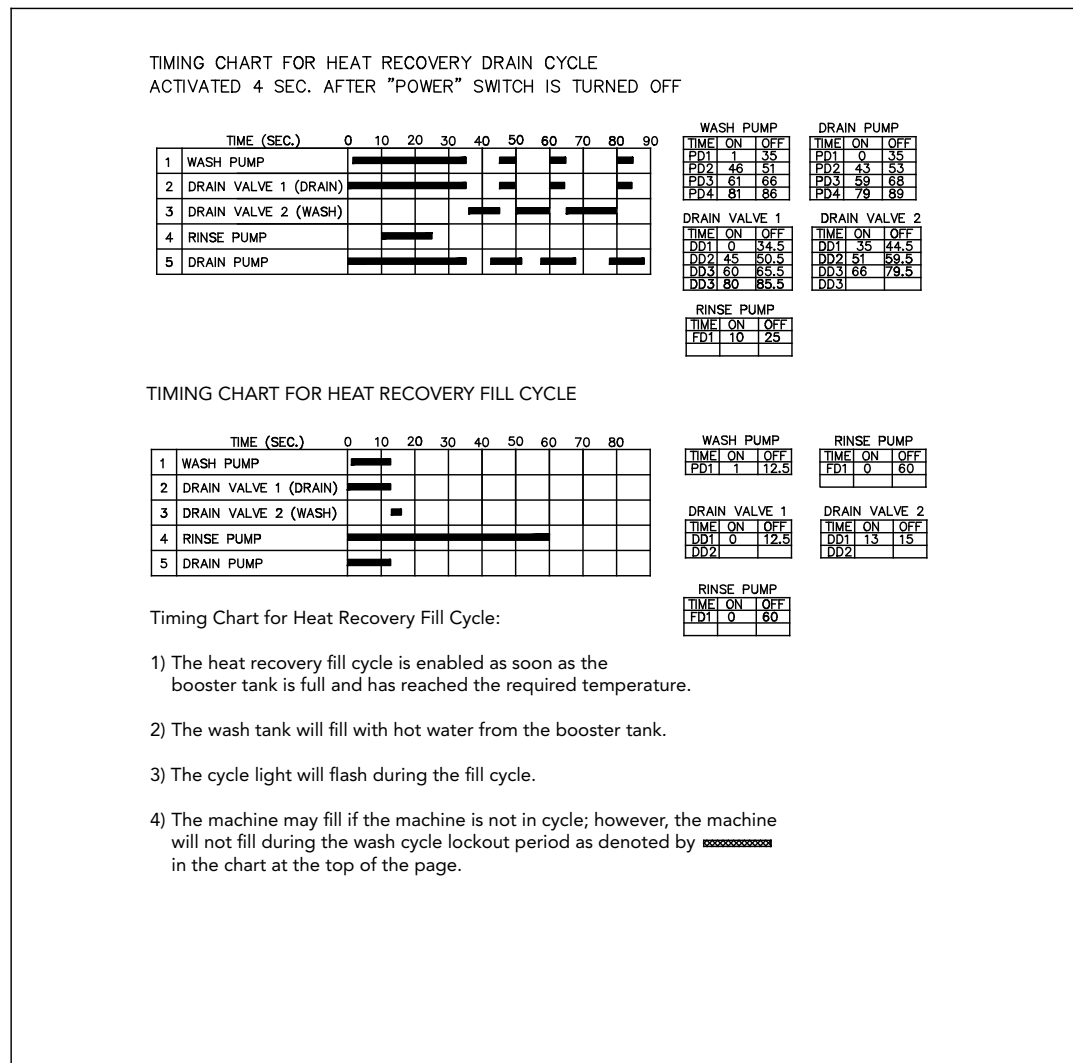 TIMING CHART FOR HEAT RECOVERY DRAIN CYCLE
ACTIVATED 4 SEC. AFTER "POWER" SWITCH IS TURNED OFF
TIME (SEC.) 0 10 20 30 40 50 60 70 80 90
1 WASH PUMP
2 DRAIN VALVE 1 (DRAIN)
3 DRAIN VALVE 2 (WASH)
4 RINSE PUMP
5 DRAIN PUMP
WASH PUMP
TIME ON OFF
PD1 1 35
PD2 46 51
PD3 61 66
PD4 81 86
DRAIN PUMP
TIME ON OFF
PD1 0 35
PD2 43 53
PD3 59 68
PD4 79 89
DRAIN VALVE 1
TIME ON OFF
DD1 0 34.5
DD2 45 50.5
DD3 60 65.5
DD3 80 85.5
DRAIN VALVE 2
TIME ON OFF
DD1 35 44.5
DD2 51 59.5
DD3 66 79.5
DD3
RINSE PUMP
TIME ON OFF
FD1 10 25
TIMING CHART FOR HEAT RECOVERY FILL CYCLE
TIME (SEC.) 0 10 20 30 40 50 60 70 80
1 WASH PUMP
2 DRAIN VALVE 1 (DRAIN)
3 DRAIN VALVE 2 (WASH)
4 RINSE PUMP
5 DRAIN PUMP
WASH PUMP
TIME ON OFF
PD1 1 12.5
RINSE PUMP
TIME ON OFF
FD1 0 60
DRAIN VALVE 1
TIME ON OFF
DD1 0 12.5
DD2
DRAIN VALVE 2
TIME ON OFF
DD1 13 15
DD2
RINSE PUMP
TIME ON OFF
FD1 0 60
Timing Chart for Heat Recovery Fill Cycle:
1) The heat recovery fill cycle is enabled as soon as the
booster tank is full and has reached the required temperature.
2) The wash tank will fill with hot water from the booster tank.
3) The cycle light will flash during the fill cycle.
4) The machine may fill if the machine is not in cycle; however, the machine
will not fill during the wash cycle lockout period as denoted by
in the chart at the top of the page.